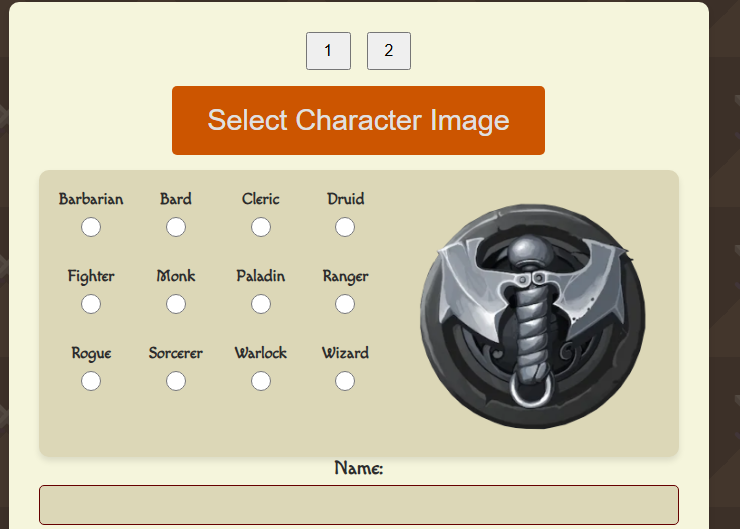 1 2
Select Character Image
Barbarian Bard Cleric Druid
Fighter Monk Paladin Ranger
Rogue Sorcerer Warlock Wizard
Name: